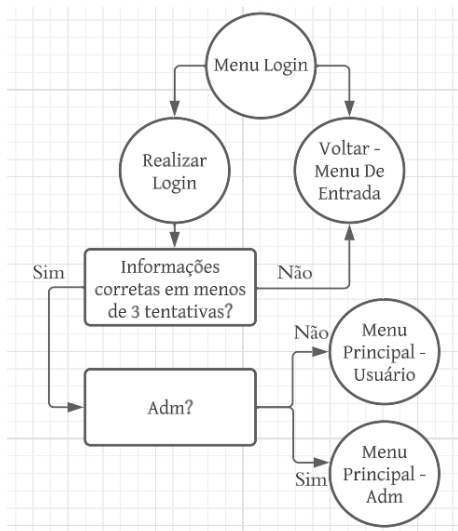 Menu Login
Realizar
Login
Voltar -
Menu De
Entrada
Sim
Informações
corretas em menos
de 3 tentativas?
Não
Adm?
Não
Menu
Principal -
Usuário
Sim
Menu
Principal -
Adm